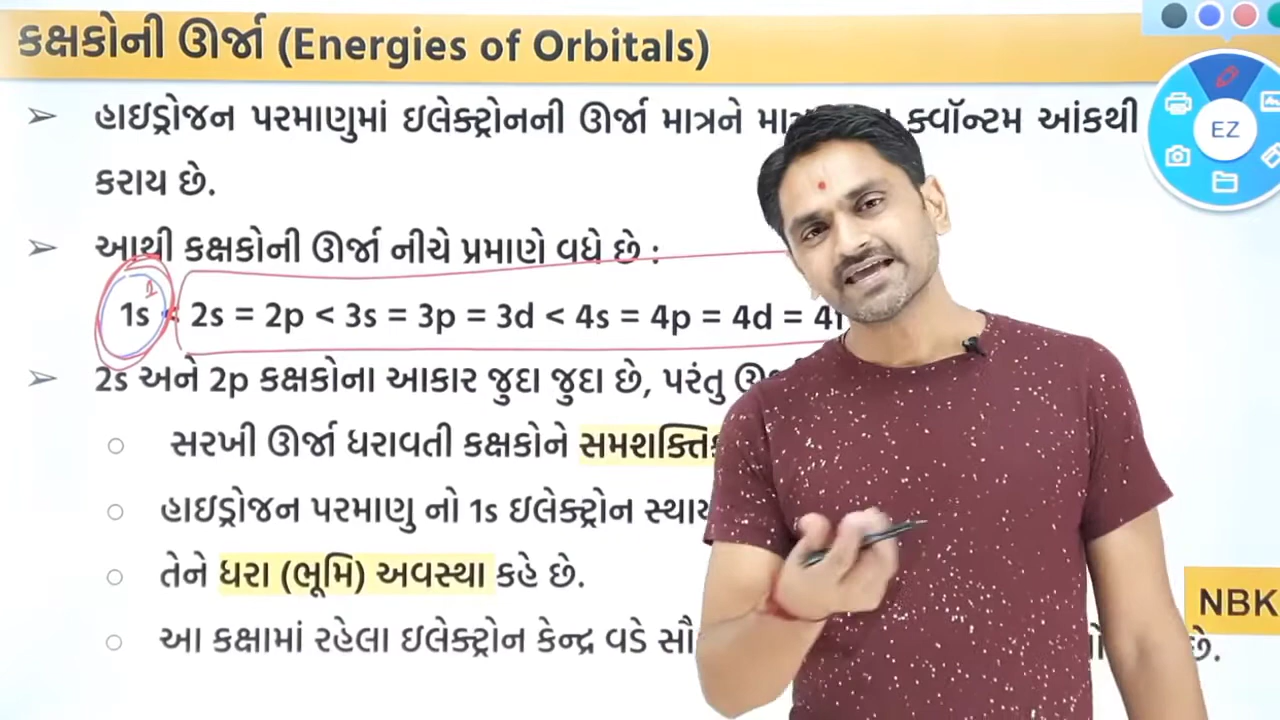 કક્ષકોની ઊર્જા (Energies of Orbitals)
EZ
➢ હાઇડ્રોજન પરમાણુમાં ઇલેક્ટ્રોનની ઊર્જા માત્રને ક્વૉન્ટમ આંકથી
કરાય છે.
➢ આથી કક્ષકોની ઊર્જા નીચે પ્રમાણે વધે છે :
1s < 2s = 2p < 3s = 3p = 3d < 4s = 4p = 4d =
➢ 2s અને 2p કક્ષકોના આકાર જુદા જુદા છે, પરંતુ
○ સરખી ઊર્જા ધરાવતી કક્ષકોને
○ હાઇડ્રોજન પરમાણુ નો 1s ઇલેક્ટ્રોન
○ તેને ધરા (ભૂમિ) અવસ્થા કહે છે.
NBK
○ આ કક્ષામાં રહેલા ઇલેક્ટ્રોન કેન્દ્ર વડે છે.